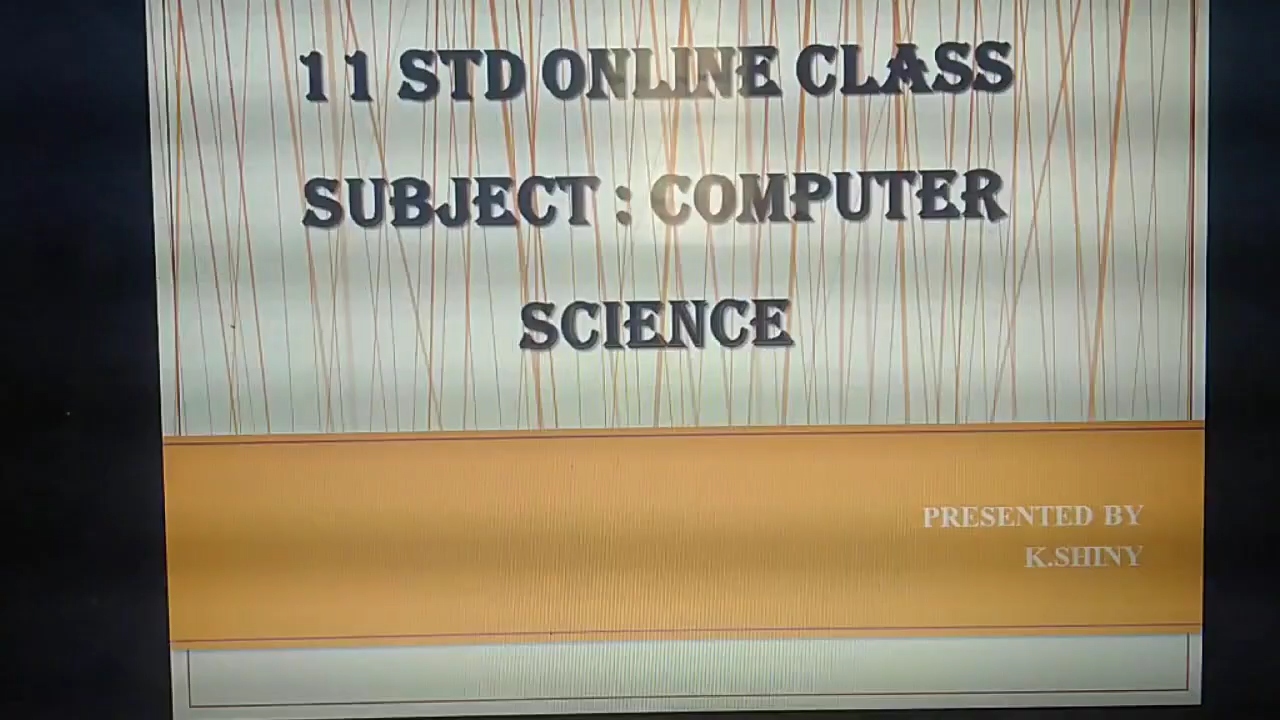 11 STD ONLINE CLASS
SUBJECT : COMPUTER
SCIENCE
PRESENTED BY
K.SHINY